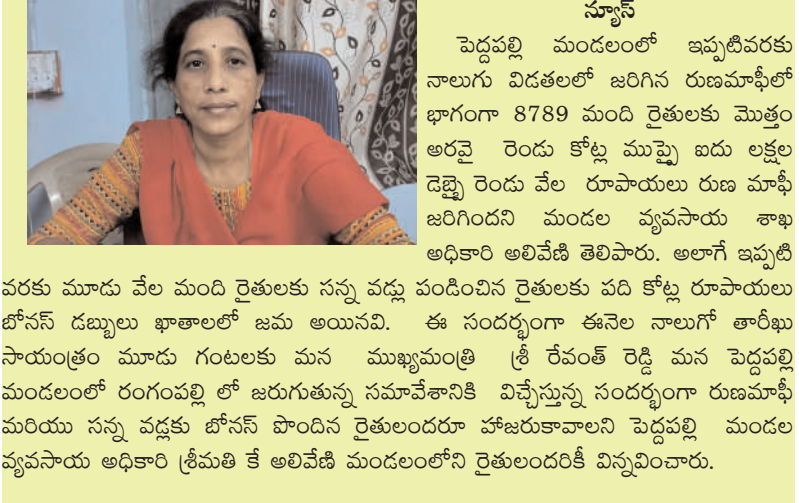 న్యూస్
పెద్దపల్లి మండలంలో ఇప్పటివరకు
నాలుగు విడతలలో జరిగిన రుణమాఫీలో
భాగంగా 8789 మంది రైతులకు మొత్తం
అరవై రెండు కోట్ల ముప్పై ఐదు లక్షల
డెబ్బై రెండు వేల రూపాయలు రుణ మాఫీ
జరిగిందని మండల వ్యవసాయ శాఖ
అధికారి అలివేణి తెలిపారు. అలాగే ఇప్పటి
వరకు మూడు వేల మంది రైతులకు సన్న వడ్లు పండించిన రైతులకు పది కోట్ల రూపాయలు
బోనస్ డబ్బులు ఖాతాలలో జమ అయినవి. ఈ సందర్భంగా ఈనెల నాలుగో తారీఖు
సాయంత్రం మూడు గంటలకు మన ముఖ్యమంత్రి శ్రీ రేవంత్ రెడ్డి మన పెద్దపల్లి
మండలంలో రంగంపల్లి లో జరుగుతున్న సమావేశానికి విచ్చేస్తున్న సందర్భంగా రుణమాఫీ
మరియు సన్న వడ్లకు బోనస్ పొందిన రైతులందరూ హాజరుకావాలని పెద్దపల్లి మండల
వ్యవసాయ అధికారి శ్రీమతి కే అలివేణి మండలంలోని రైతులందరికీ విన్నవించారు.